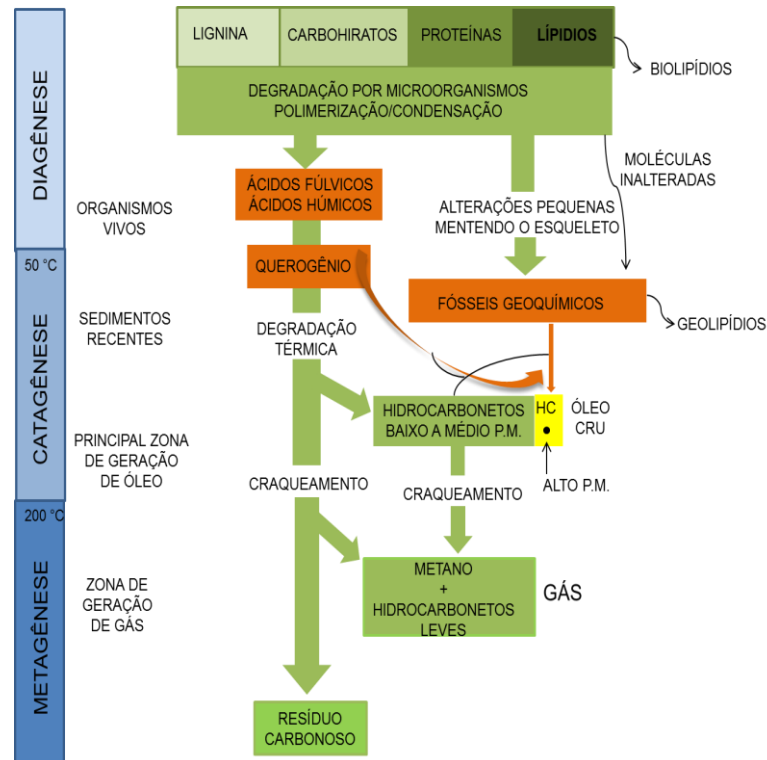 LIGNINA
CARBOHIRATOS
PROTEÍNAS
LÍPIDIOS
BIOLIPÍDIOS
DEGRADAÇÃO POR MICROORGANISMOS
POLIMERIZAÇÃO/CONDENSAÇÃO
DIAGÊNESE
MOLÉCULAS
INALTERADAS
ÁCIDOS FÚLVICOS
ÁCIDOS HÚMICOS
ORGANISMOS
VIVOS
ALTERAÇÕES PEQUENAS
MENTENDO O ESQUELETO
50 °C
QUEROGÊNIO
FÓSSEIS GEOQUÍMICOS
GEOLIPÍDIOS
SEDIMENTOS
RECENTES
DEGRADAÇÃO
TÉRMICA
CATAGÊNESE
HIDROCARBONETOS
BAIXO A MÉDIO P.M.
HC
ÓLEO
CRU
PRINCIPAL ZONA
DE GERAÇÃO
DE ÓLEO
CRAQUEAMENTO
CRAQUEAMENTO
ALTO P.M.
200 °C
METAGÊNESE
ZONA DE
GERAÇÃO
DE GÁS
METANO
+
HIDROCARBONETOS
LEVES
GÁS
RESÍDUO
CARBONOSO